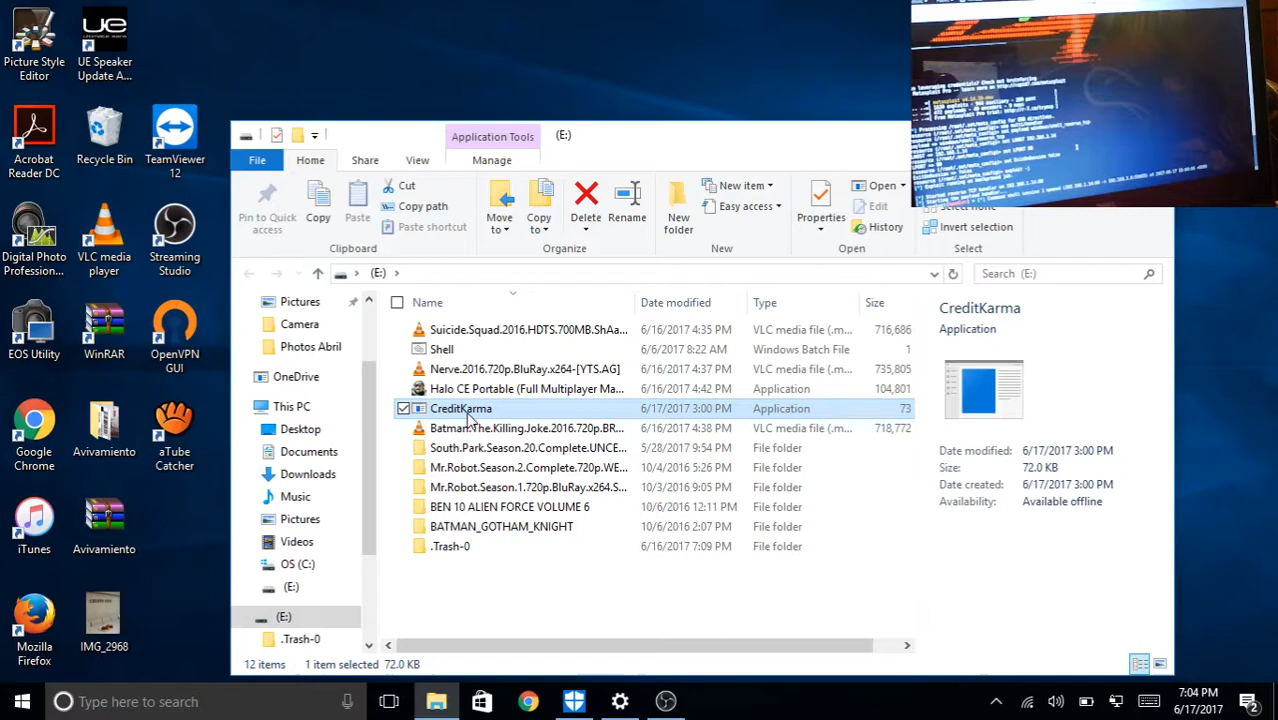 Picture Style
Editor
UE
ULTIMATE EARS
UE Speaker
Update A...
Acrobat
Reader DC
Recycle Bin
TeamViewer
12
Digital Photo
Profession...
VLC media
player
Streaming
Studio
EOS Utility
WinRAR
OpenVPN
GUI
Google
Chrome
Avivamiento
aTube
Catcher
iTunes
Avivamiento
Mozilla
Firefox
IMG_2968
Application Tools
(E:)
File
Home
Share
View
Manage
Pin to Quick
access
Copy
Paste
Cut
Copy path
Paste shortcut
Clipboard
Move
to
Copy
to
Delete
Rename
Organize
New
folder
New item
Easy access
New
Properties
Open
Edit
History
Open
Invert selection
Select
(E:)
Search (E:)
Pictures
Camera
Photos Abril
OneDrive
This PC
Desktop
Documents
Downloads
Music
Pictures
Videos
OS (C:)
(E:)
(E:)
.Trash-0
Name Date modified Type Size
Suicide.Squad.2016.HDTS.700MB.ShAa... 6/16/2017 4:35 PM VLC media file (.m... 716,686
Shell 6/6/2017 8:22 AM Windows Batch File 1
Nerve.2016.720p.BluRay.x264-[YTS.AG] 6/16/2017 4:37 PM VLC media file (.m... 735,805
Halo CE Portable (Full Multiplayer Ma... 6/16/2017 4:42 PM Application 104,801
CreditKarma 6/17/2017 3:00 PM Application 73
Batman.The.Killing.Joke.2016.720p.BR... 6/16/2017 4:38 PM VLC media file (.m... 718,772
South.Park.Season.20.Complete.UNCE... 5/28/2017 9:54 PM File folder
Mr.Robot.Season.2.Complete.720p.WE... 10/4/2016 5:26 PM File folder
Mr.Robot.Season.1.720p.BluRay.x264.S... 10/3/2016 9:05 PM File folder
BEN 10 ALIEN FORCE VOLUME 6 10/6/2016 12:11 PM File folder
BATMAN_GOTHAM_KNIGHT 10/6/2016 2:07 PM File folder
.Trash-0 6/16/2017 7:09 PM File folder
CreditKarma
Application
Date modified: 6/17/2017 3:00 PM
Size: 72.0 KB
Date created: 6/17/2017 3:00 PM
Availability: Available offline
12 items 1 item selected 72.0 KB
Type here to search
7:04 PM
6/17/2017
2